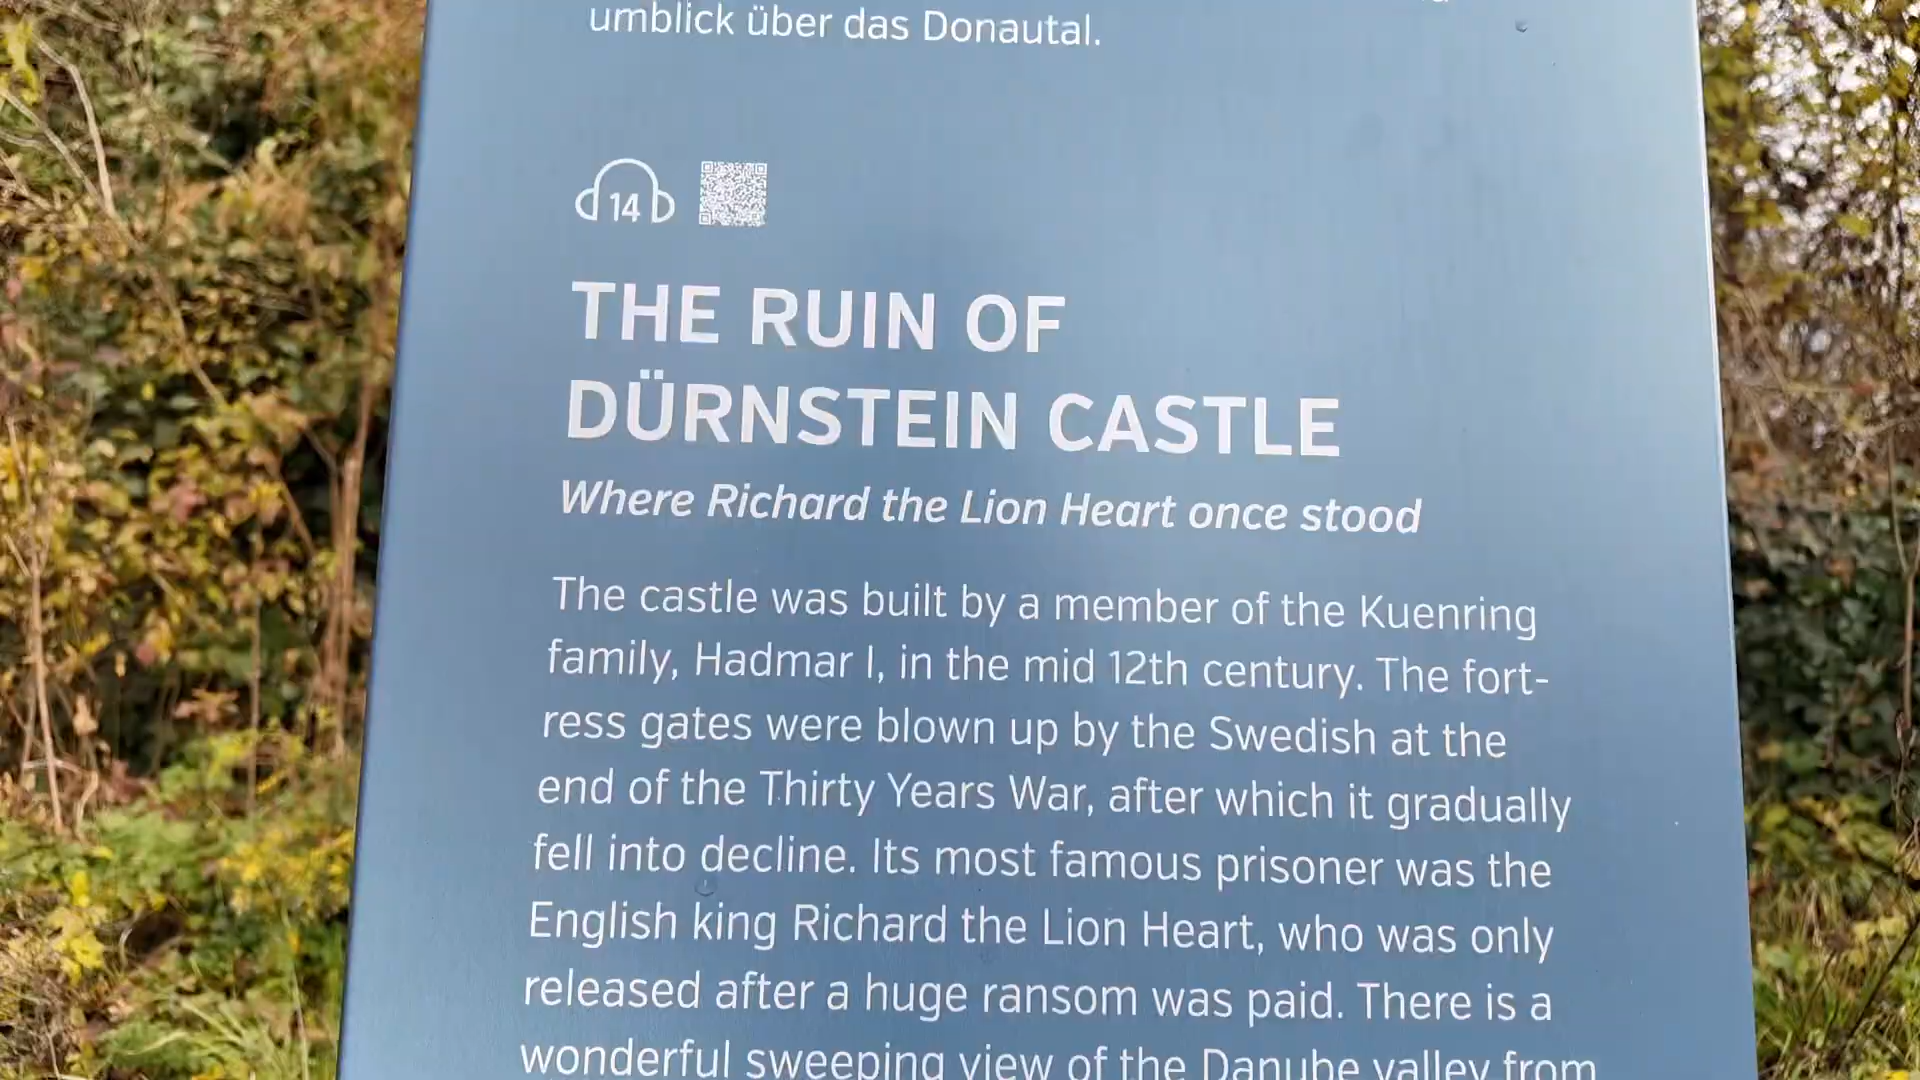 umblick über das Donautal.
14
THE RUIN OF
DÜRNSTEIN CASTLE
Where Richard the Lion Heart once stood
The castle was built by a member of the Kuenring
family, Hadmar I, in the mid 12th century. The fort-
ress gates were blown up by the Swedish at the
end of the Thirty Years War, after which it gradually
fell into decline. Its most famous prisoner was the
English king Richard the Lion Heart, who was only
released after a huge ransom was paid. There is a
wonderful sweeping view of the Danube valley from